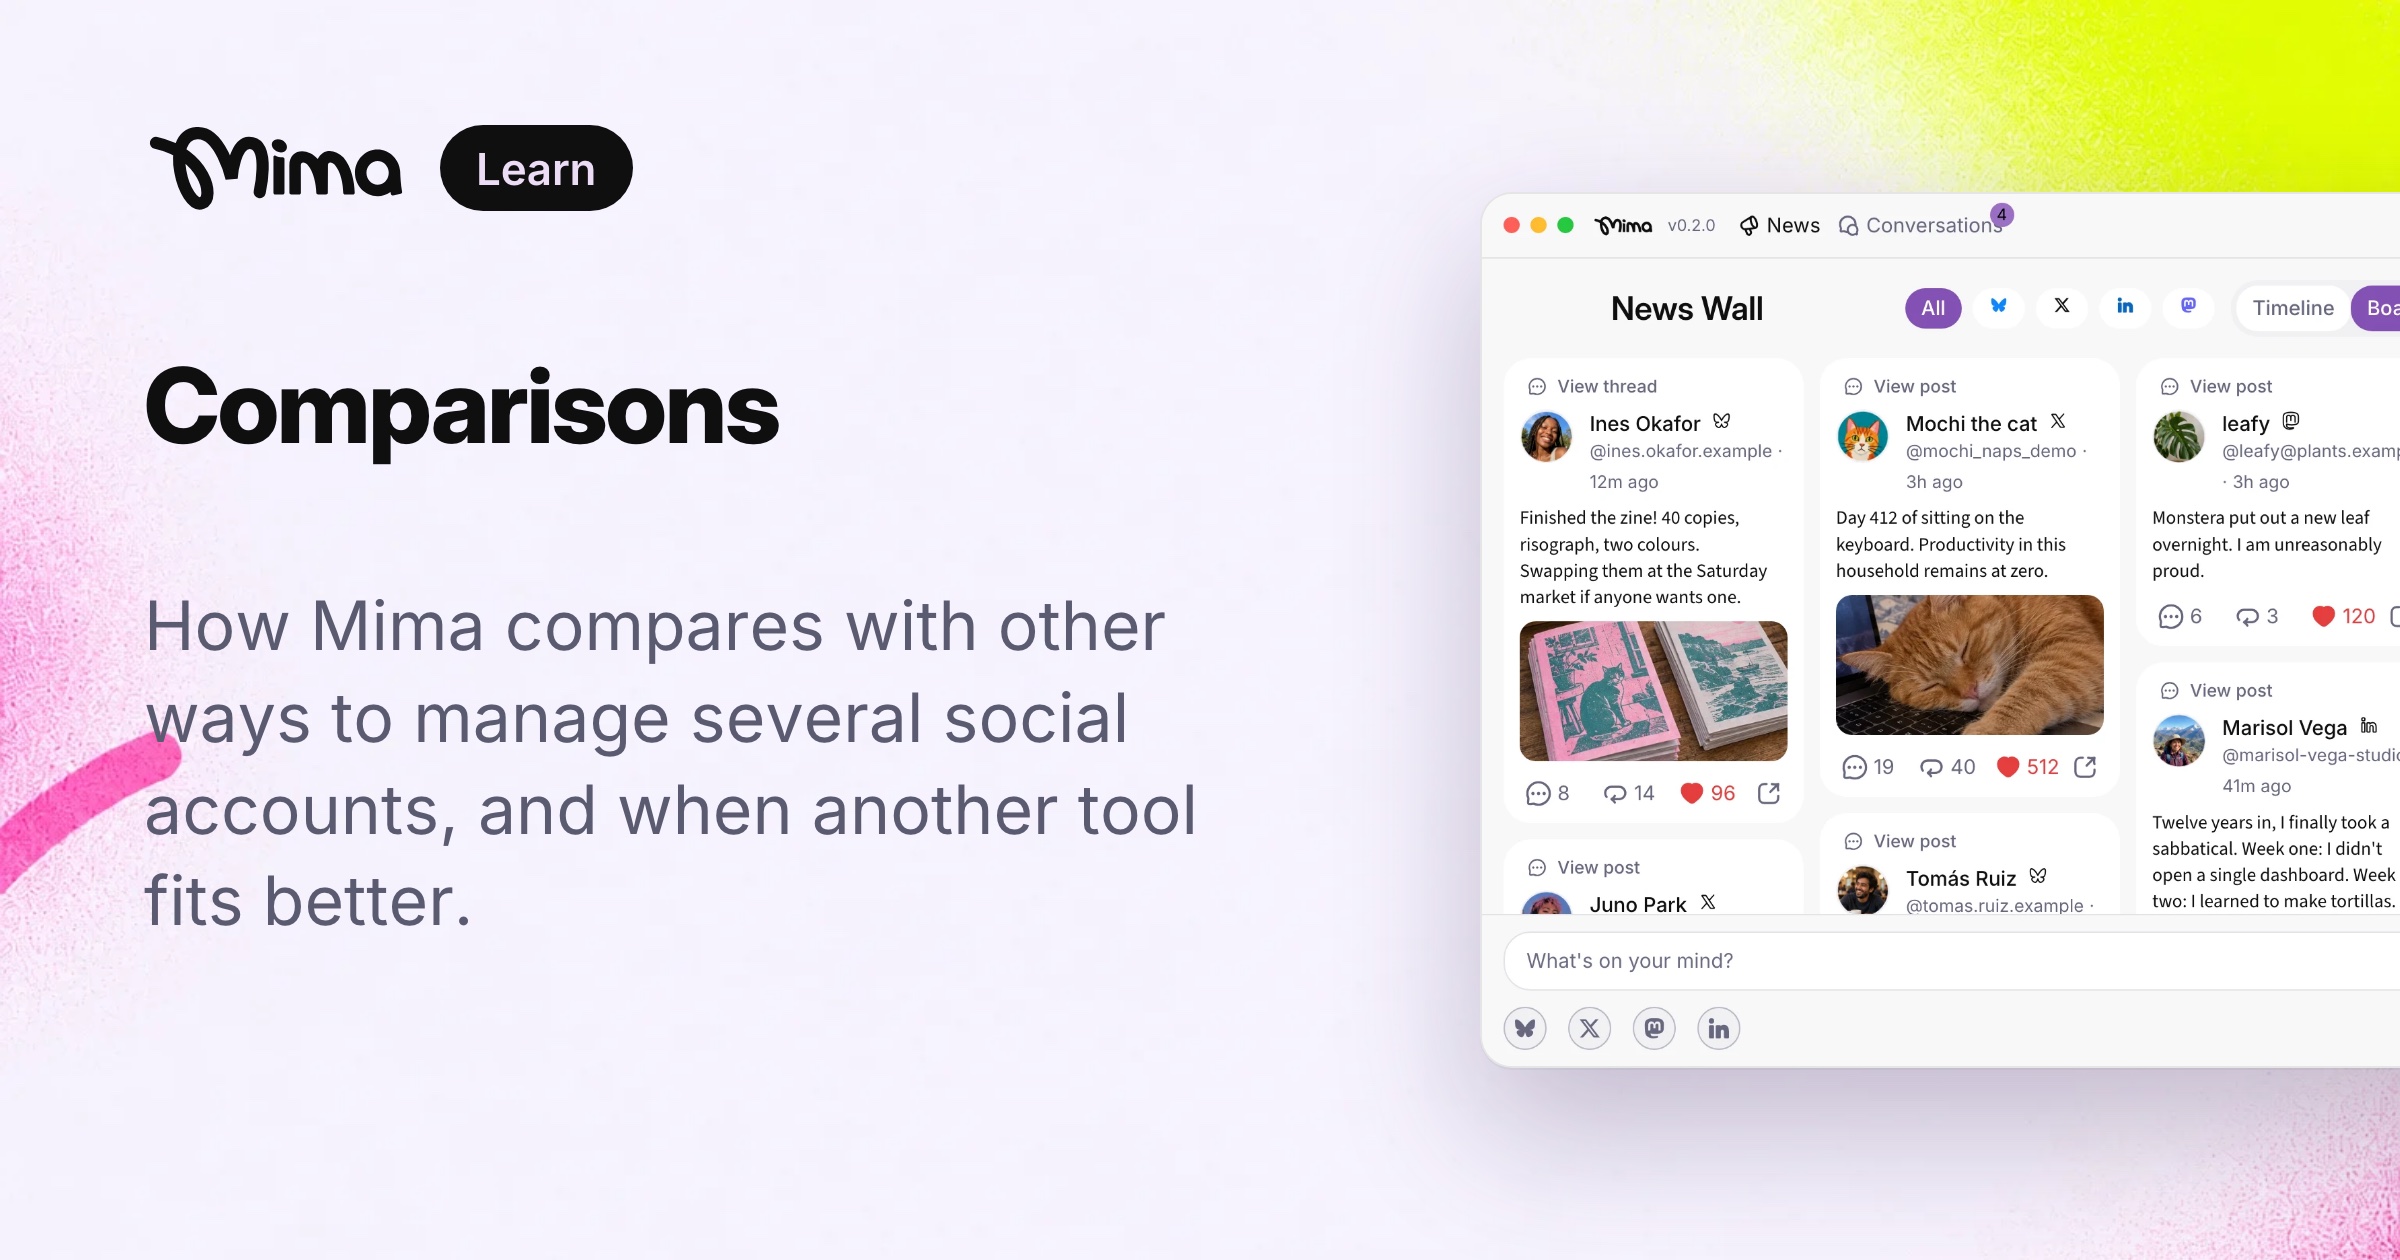 Mima Learn
Comparisons
How Mima compares with other
ways to manage several social
accounts, and when another tool
fits better.
Mima v0.2.0 News Conversations 4
News Wall
All
Timeline
View thread
Ines Okafor
@ines.okafor.example ·
12m ago
Finished the zine! 40 copies,
risograph, two colours.
Swapping them at the Saturday
market if anyone wants one.
8 14 96
View post
Juno Park
View post
Mochi the cat
@mochi_naps_demo ·
3h ago
Day 412 of sitting on the
keyboard. Productivity in this
household remains at zero.
19 40 512
View post
Tomás Ruiz
@tomas.ruiz.example ·
View post
leafy
@leafy@plants.examp
· 3h ago
Monstera put out a new leaf
overnight. I am unreasonably
proud.
6 3 120
View post
Marisol Vega
@marisol-vega-studio
41m ago
Twelve years in, I finally took a
sabbatical. Week one: I didn't
open a single dashboard. Week
two: I learned to make tortillas.
What's on your mind?